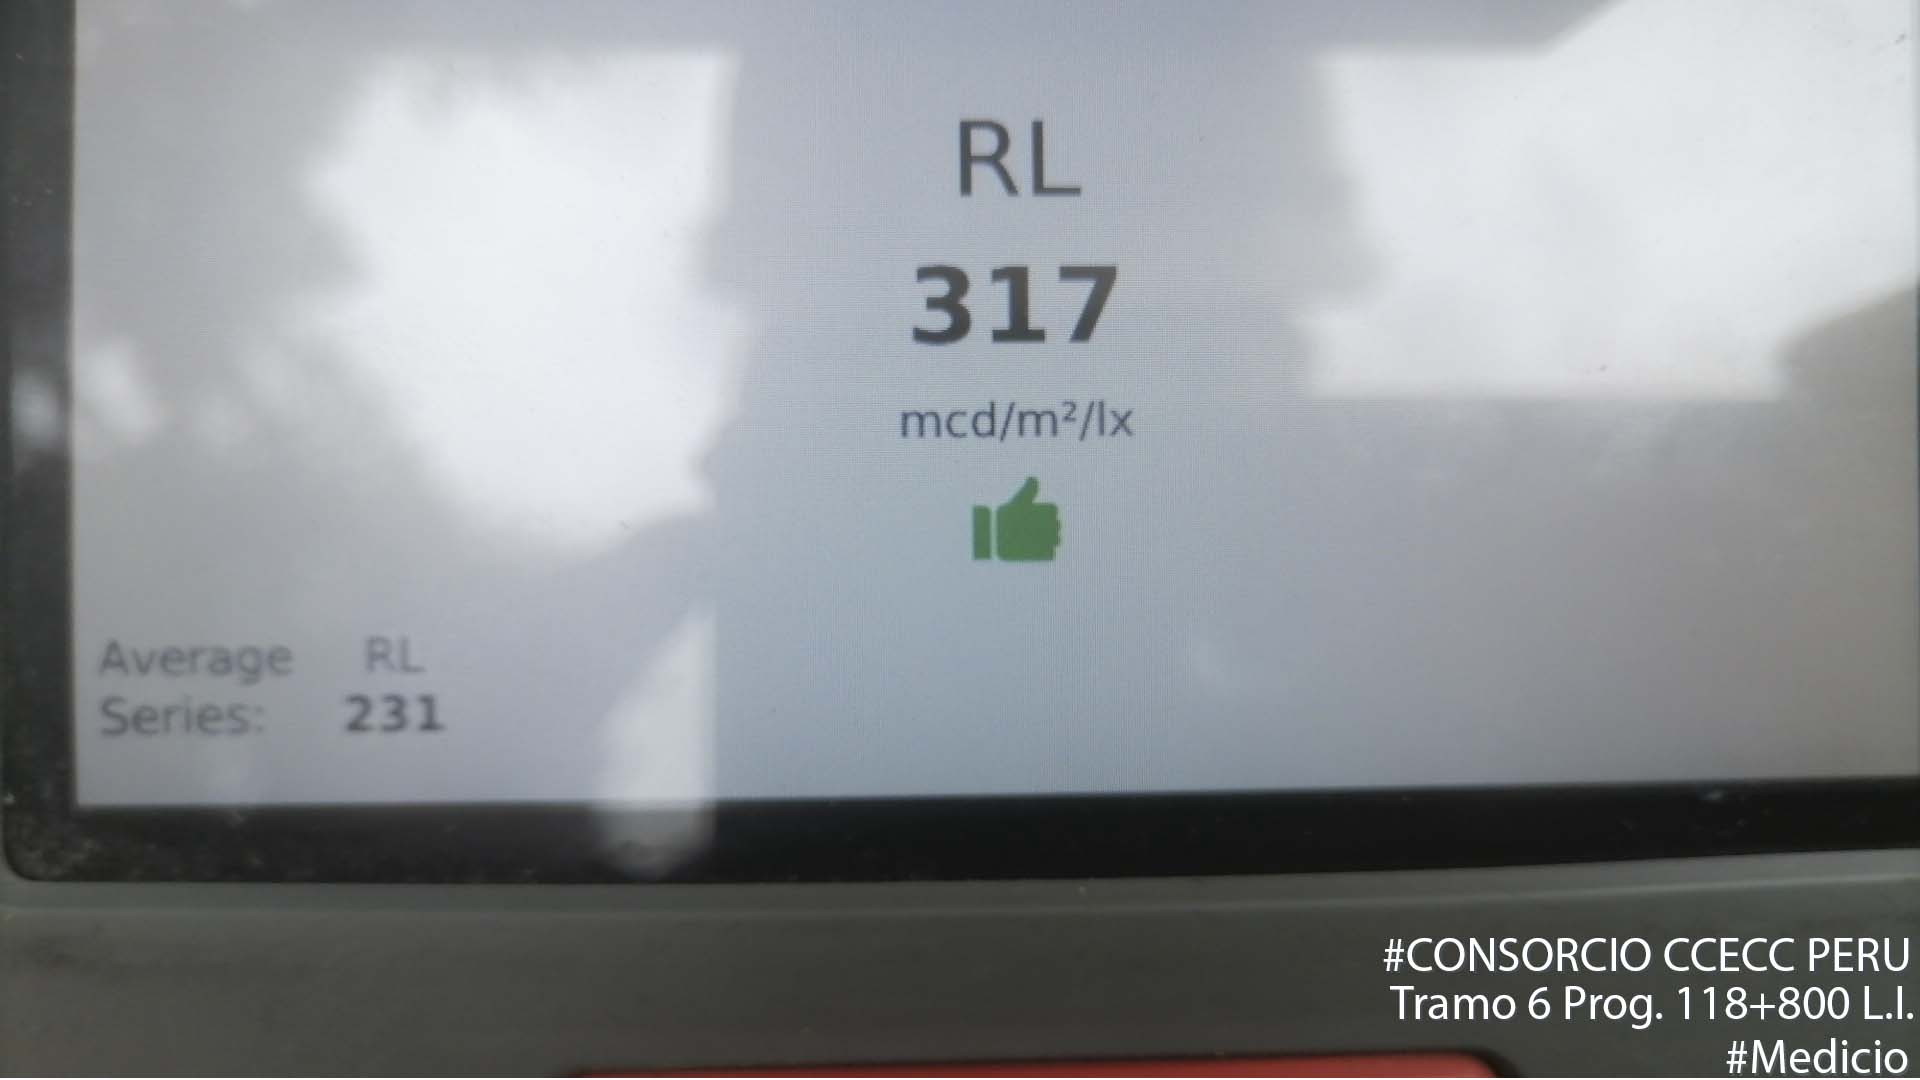 RL
317
mcd/m²/lx
Average RL
Series: 231
#CONSORCIO CCECC PERU
Tramo 6 Prog. 118+800 L.I.
#Medicio